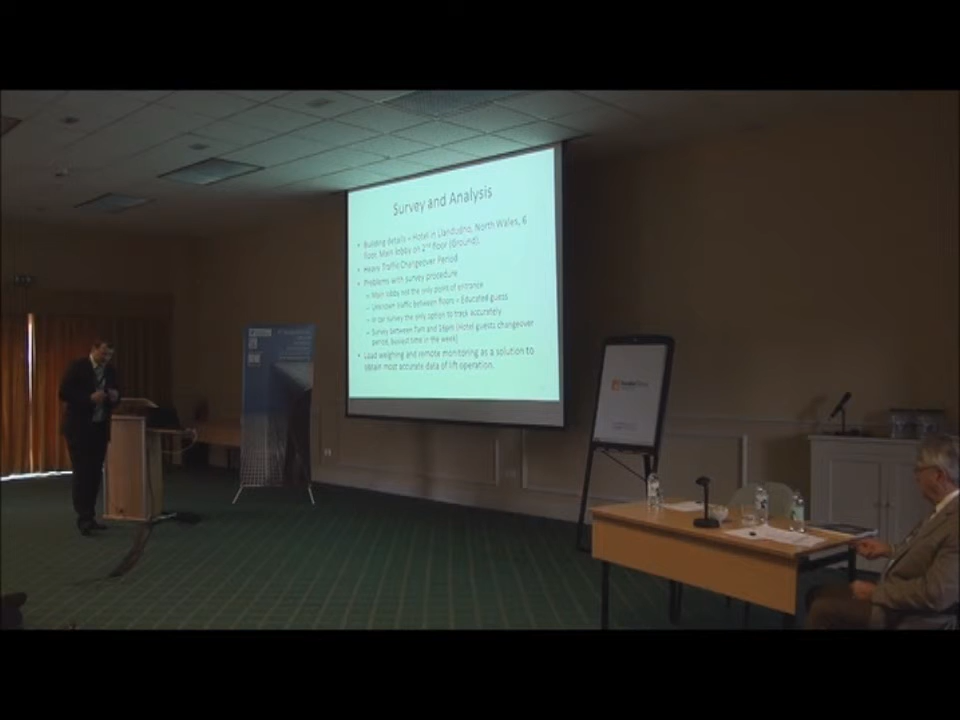 Survey and Analysis
• Building details – Hotel in Llandudno, North Wales, 6
floor. Main lobby on 2nd floor (Ground).
• Heavy Traffic Changeover Period
• Problems with survey procedure
– Main lobby not the only point of entrance
– Unknown traffic between floors – Educated guess
– In car survey the only option to track accurately
– Survey between 7am and 16pm (Hotel guests changeover
period, busiest time in the week)
• Load weighing and remote monitoring as a solution to
obtain most accurate data of lift operation.